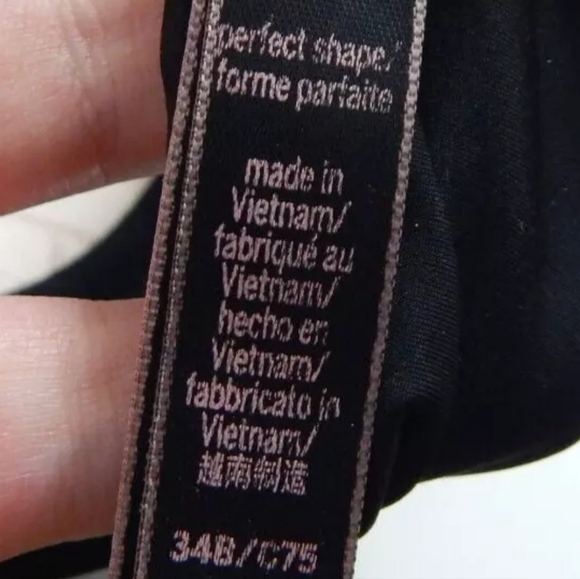 perfect shape/
forme parfaite
made in
Vietnam/
fabriqué au
Vietnam/
hecho en
Vietnam/
fabbricato in
Vietnam/
越南制造
34B/C75